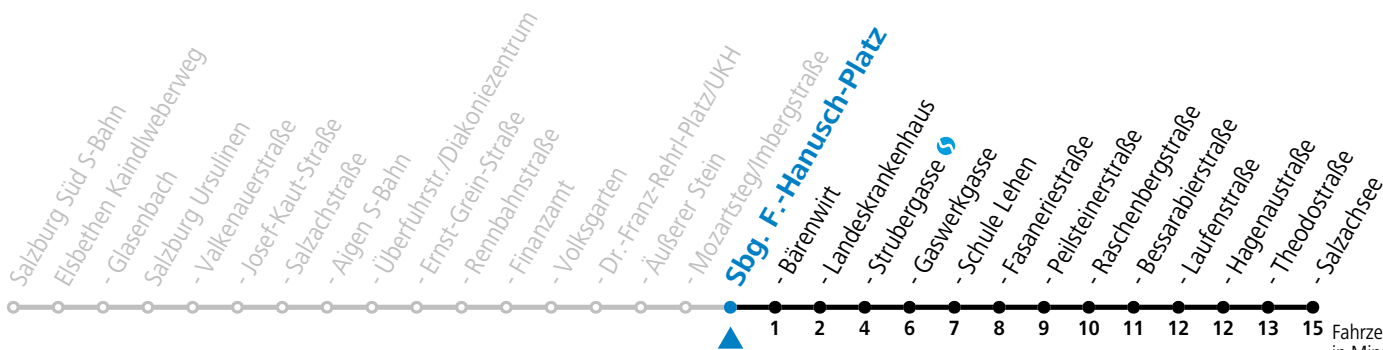 Salzburg Süd S-Bahn
Elsbethen Kaindlweberweg
- Glasenbach
Salzburg Ursulinen
- Valkenauerstraße
- Josef-Kaut-Straße
- Salzachstraße
- Aigen S-Bahn
- Überfuhrstr./Diakoniezentrum
- Ernst-Grein-Straße
- Rennbahnstraße
- Finanzamt
- Volksgarten
- Dr.-Franz-Rehrl-Platz/UKH
- Äußerer Stein
- Mozartsteg/Imbergstraße
Sbg. F.-Hanusch-Platz
- Bärenwirt
- Landeskrankenhaus
- Strubergasse
- Gaswerkgasse
- Schule Lehen
- Fasaneriestraße
- Peilsteinerstraße
- Raschenbergstraße
- Bessarabierstraße
- Laufenstraße
- Hagenaustraße
- Theodostraße
- Salzachsee
1 2 4 6 7 8 9 10 11 12 12 13 15